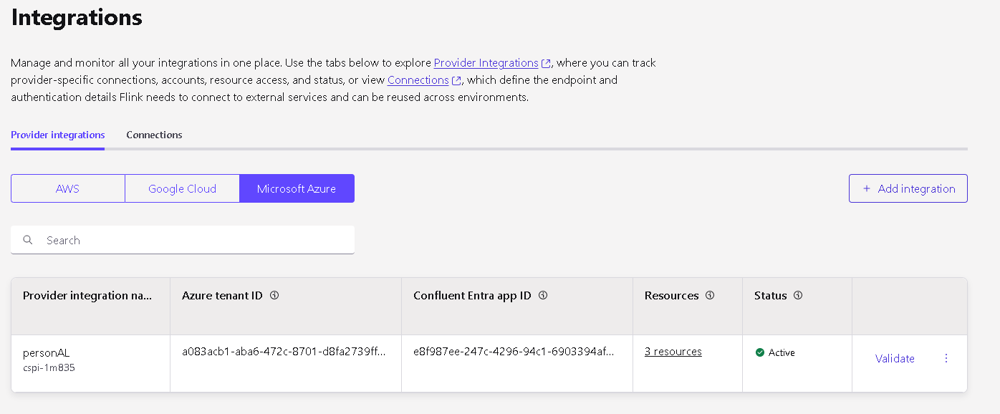 Integrations
Manage and monitor all your integrations in one place. Use the tabs below to explore Provider Integrations, where you can track
provider-specific connections, accounts, resource access, and status, or view Connections, which define the endpoint and
authentication details Flink needs to connect to external services and can be reused across environments.
Provider integrations Connections
AWS Google Cloud Microsoft Azure + Add integration
Search
Provider integration na... Azure tenant ID Confluent Entra app ID Resources Status
personAL a083acb1-aba6-472c-8701-d8fa2739ff... e8f987ee-247c-4296-94c1-6903394af... 3 resources Active Validate
cspi-1m835